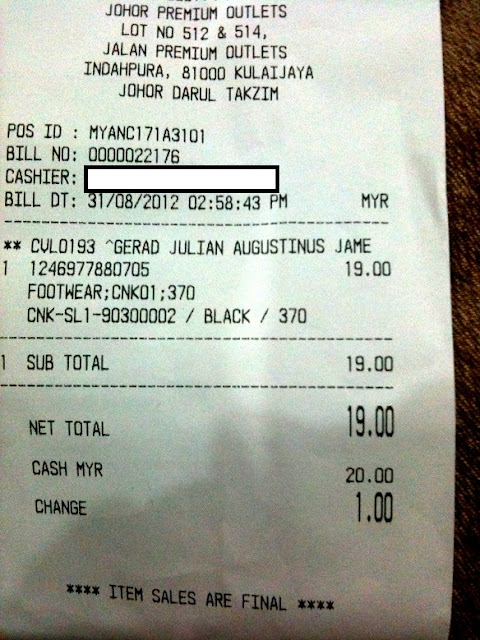 JOHOR PREMIUM OUTLETS
LOT NO 512 & 514,
JALAN PREMIUM OUTLETS
INDAHPURA, 81000 KULAIJAYA
JOHOR DARUL TAKZIM
POS ID : MYANC171A3101
BILL NO: 0000022176
CASHIER:
BILL DT: 31/08/2012 02:58:43 PM MYR
** CVL0193 ^GERAD JULIAN AUGUSTINUS JAME
1 1246977880705 19.00
FOOTWEAR;CNK01;370
CNK-SL1-90300002 / BLACK / 370
1 SUB TOTAL 19.00
NET TOTAL 19.00
CASH MYR 20.00
CHANGE 1.00
**** ITEM SALES ARE FINAL ****